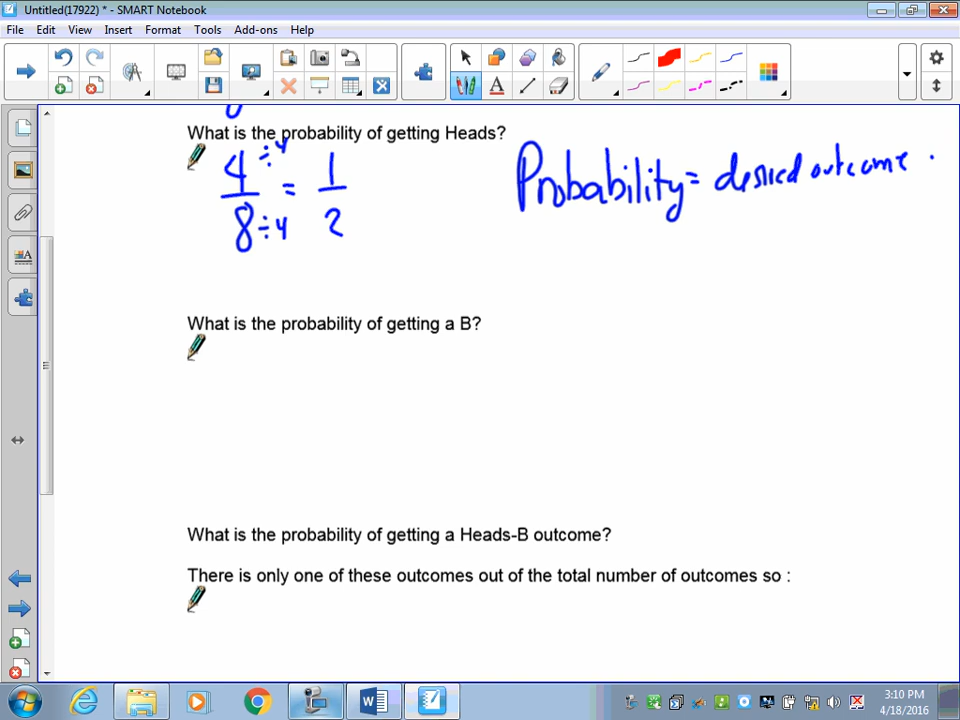 Untitled(17922) * - SMART Notebook
File Edit View Insert Format Tools Add-ons Help
What is the probability of getting Heads?
4 ÷4 = 1
8 ÷4 2
Probability = desired outcome
What is the probability of getting a B?
What is the probability of getting a Heads-B outcome?
There is only one of these outcomes out of the total number of outcomes so :
3:10 PM
4/18/2016